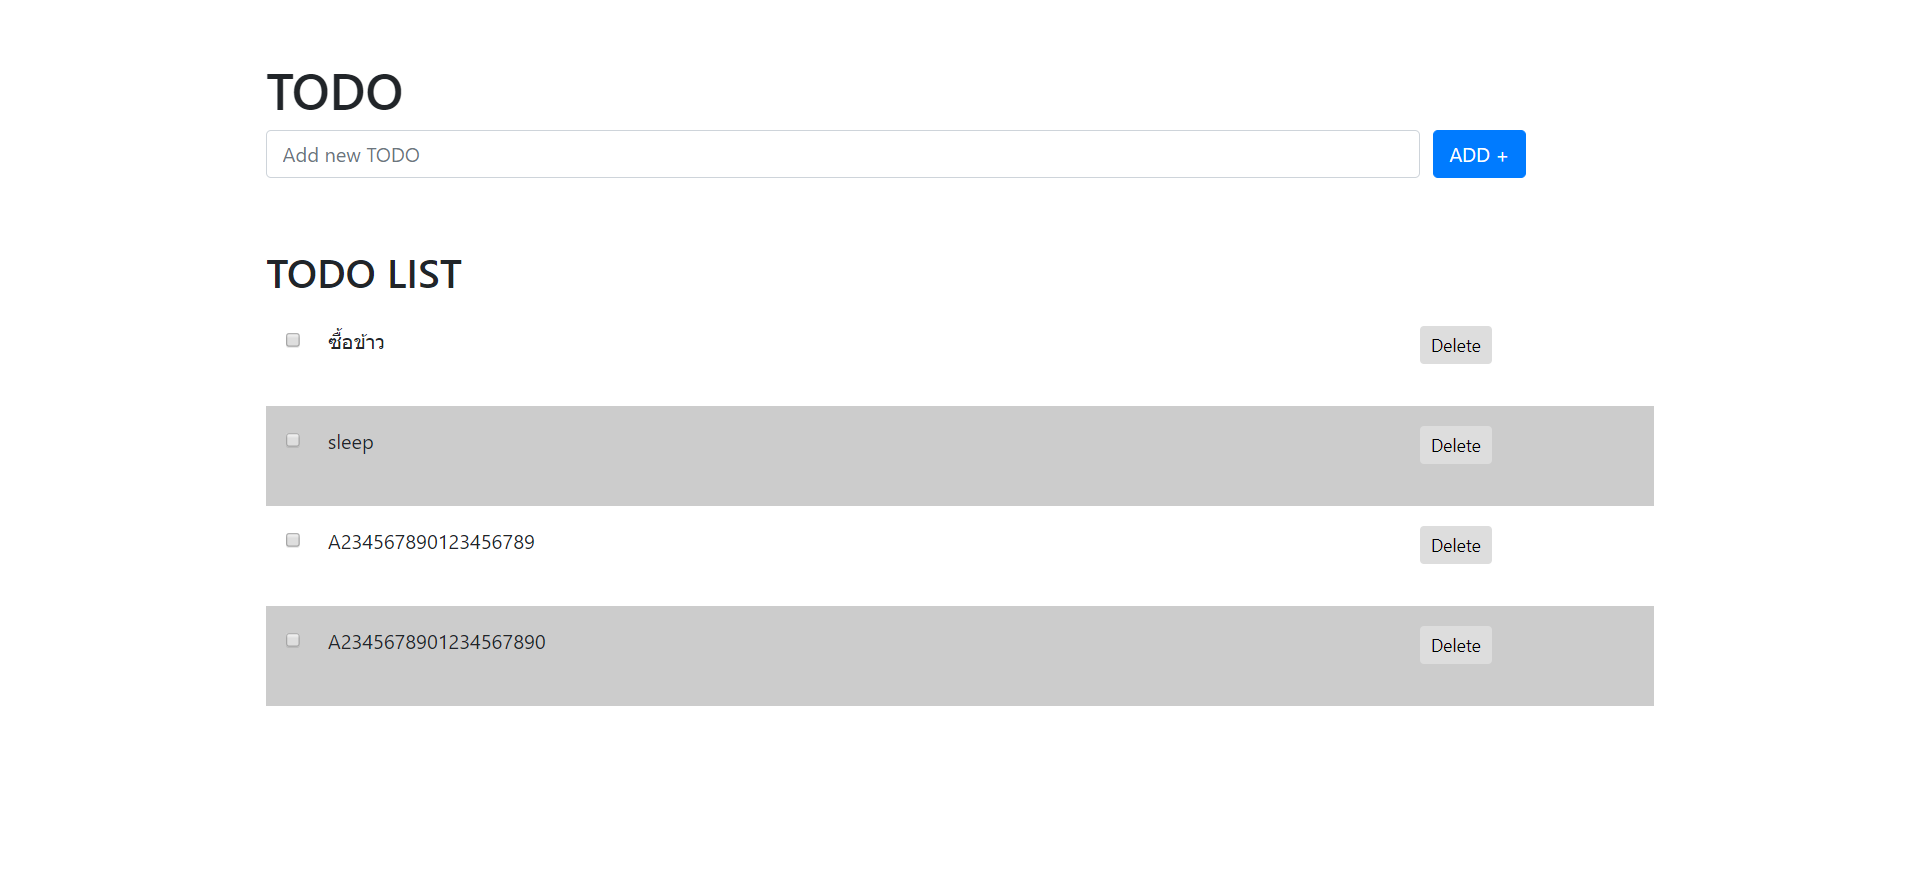 TODO
Add new TODO
ADD +
TODO LIST
ซื้อข้าว
Delete
sleep
Delete
A234567890123456789
Delete
A2345678901234567890
Delete